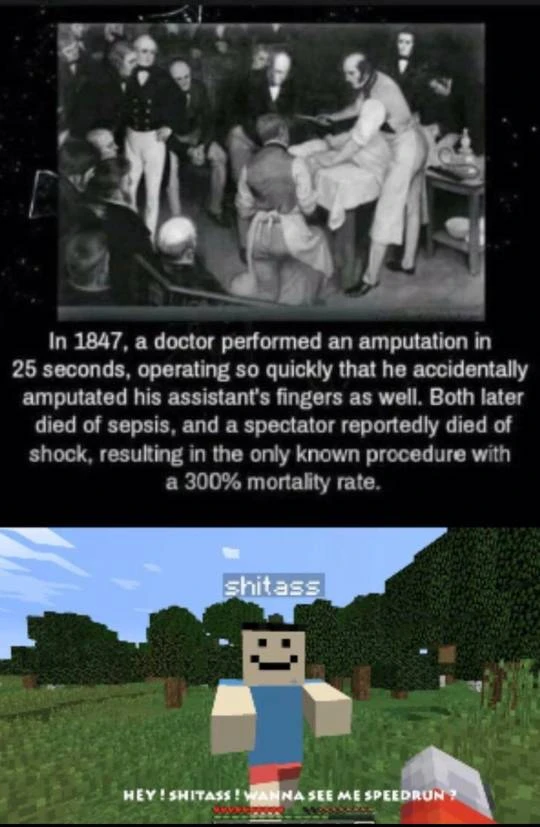 In 1847, a doctor performed an amputation in
25 seconds, operating so quickly that he accidentally
amputated his assistant's fingers as well. Both later
died of sepsis, and a spectator reportedly died of
shock, resulting in the only known procedure with
a 300% mortality rate.
shitass
HEY! SHITASS! WANNA SEE ME SPEEDRUN?